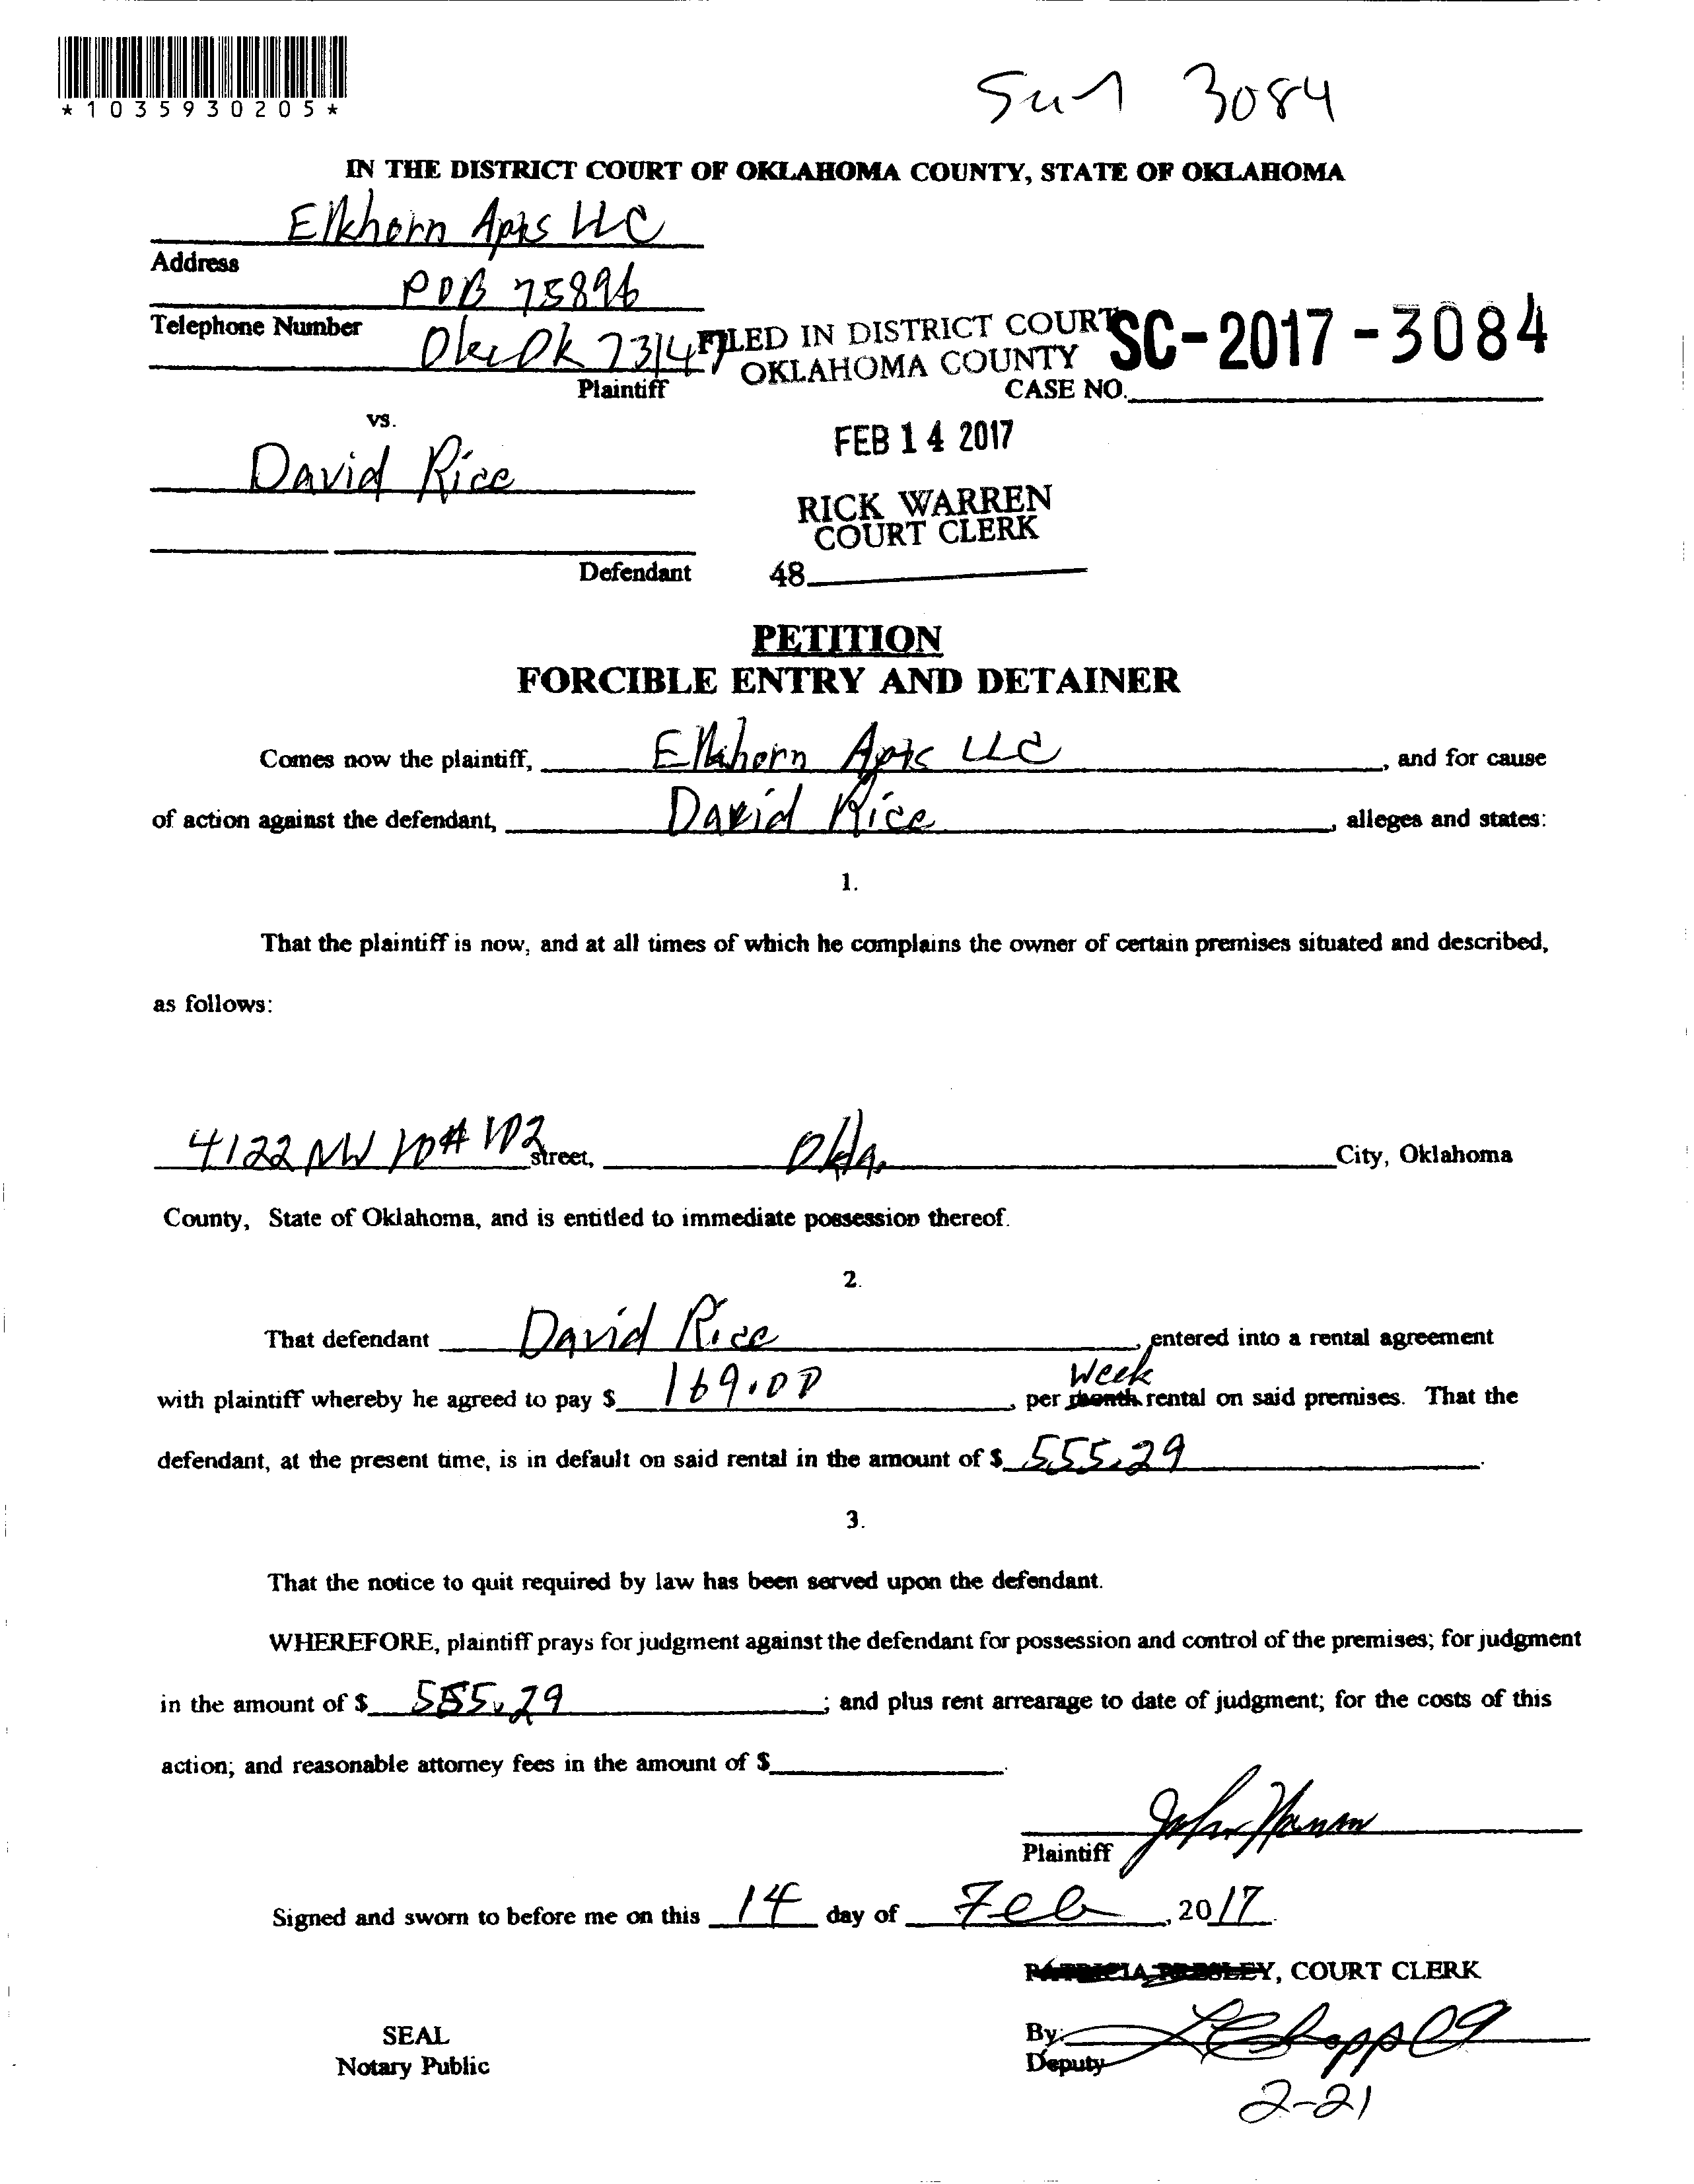 *1035930205*
Sun 3084
IN THE DISTRICT COURT OF OKLAHOMA COUNTY, STATE OF OKLAHOMA
Elkhorn Apts LLC
Address
POB 75896
Telephone Number
Okc Ok 73147
FILED IN DISTRICT COURT
OKLAHOMA COUNTY
SC-2017-3084
Plaintiff
CASE NO.
vs.
FEB 14 2017
David Rice
RICK WARREN
COURT CLERK
Defendant
48
PETITION
FORCIBLE ENTRY AND DETAINER
Comes now the plaintiff, Elkhorn Apts LLC, and for cause
of action against the defendant, David Rice, alleges and states:
1.
That the plaintiff is now, and at all times of which he complains the owner of certain premises situated and described,
as follows:
4122 NW 10 # 102 street, Okla. City, Oklahoma
County, State of Oklahoma, and is entitled to immediate possession thereof.
2.
That defendant David Rice, entered into a rental agreement
Week
with plaintiff whereby he agreed to pay $ 169.00, per month rental on said premises. That the
defendant, at the present time, is in default on said rental in the amount of $ 555.29.
3.
That the notice to quit required by law has been served upon the defendant.
WHEREFORE, plaintiff prays for judgment against the defendant for possession and control of the premises; for judgment
in the amount of $ 555.29; and plus rent arrearage to date of judgment; for the costs of this
action; and reasonable attorney fees in the amount of $.
John
Plaintiff
Signed and sworn to before me on this 14 day of Feb, 2017.
PATRICIA PRESLEY, COURT CLERK
SEAL
By:
Notary Public
Deputy
2-21